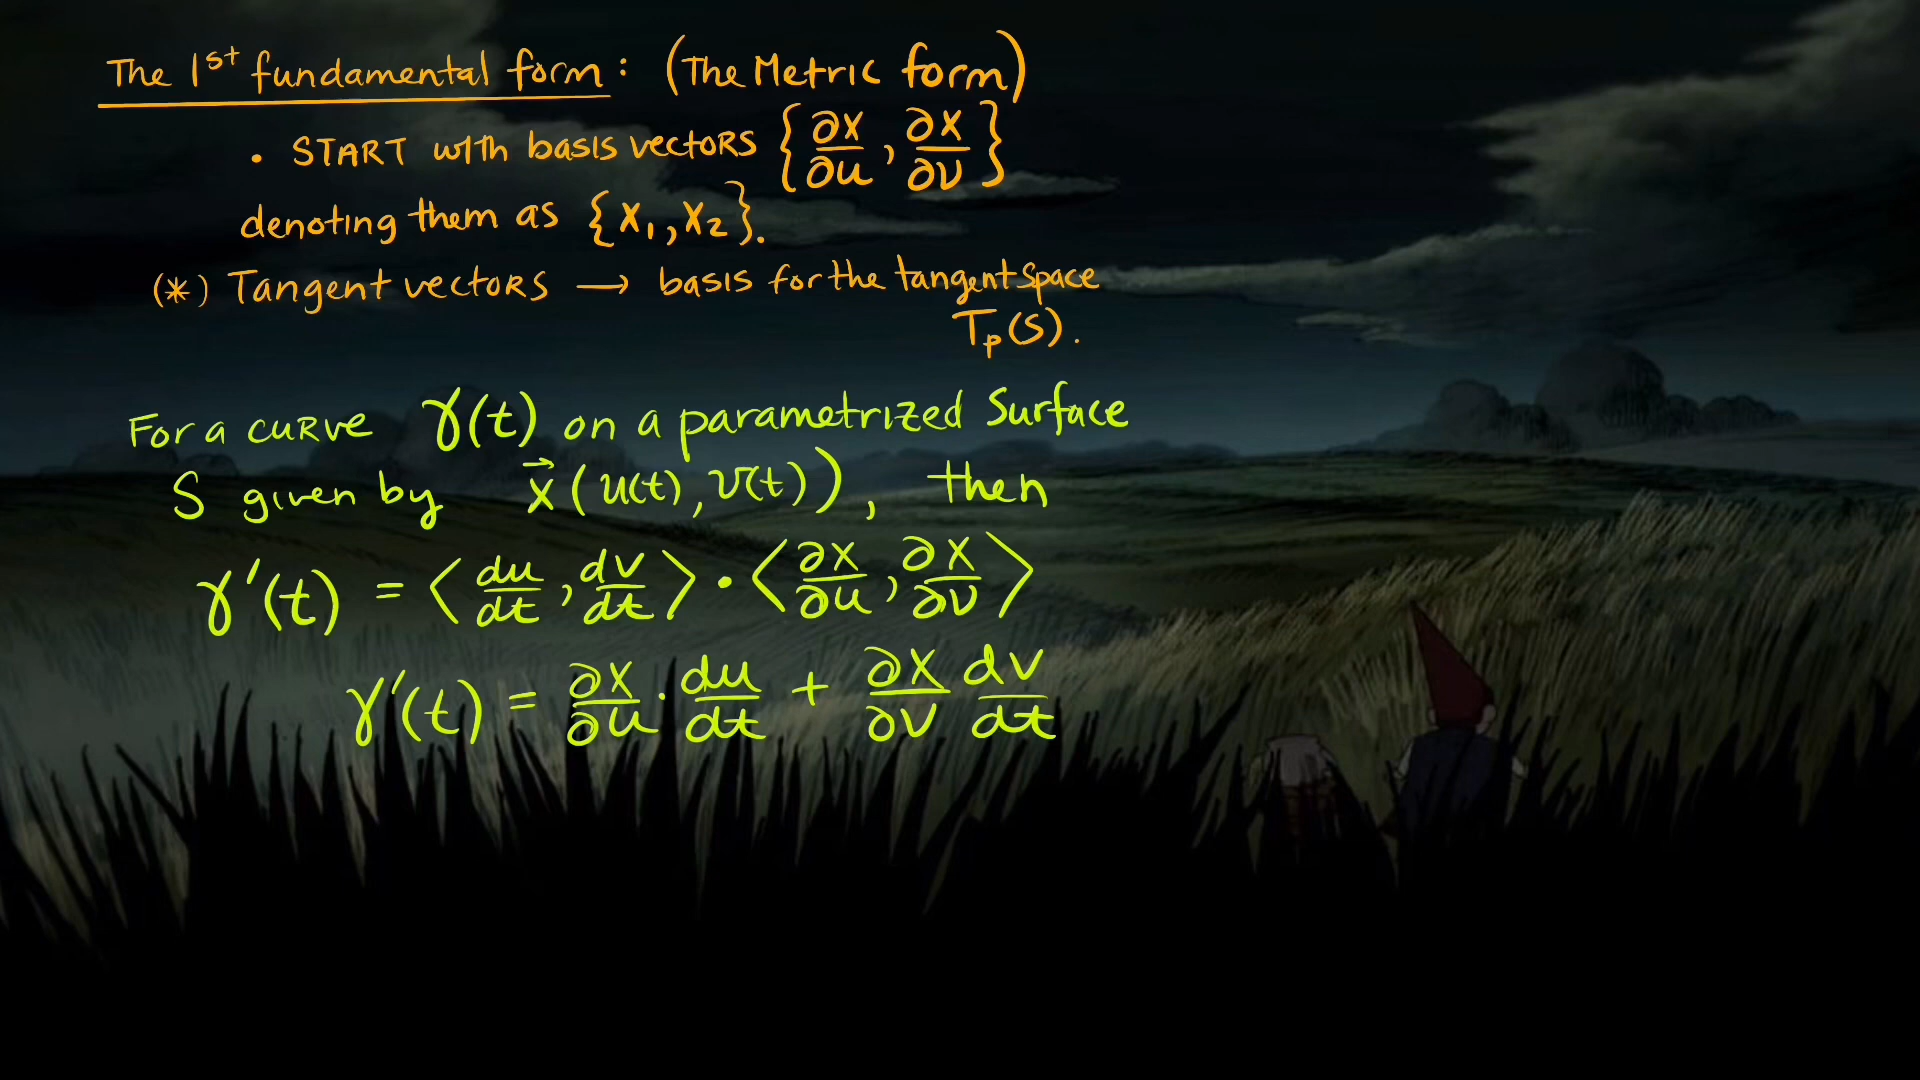 The 1st fundamental form: (The Metric form)
• START with basis vectors {∂x/∂u, ∂x/∂v}
denoting them as {x₁, x₂}.
(*) Tangent vectors → basis for the tangent space
Tₚ(S).
For a curve γ(t) on a parametrized surface
S given by x⃗(u(t), v(t)), then
γ'(t) = ⟨du/dt, dv/dt⟩ • ⟨∂x/∂u, ∂x/∂v⟩
γ'(t) = ∂x/∂u · du/dt + ∂x/∂v dv/dt